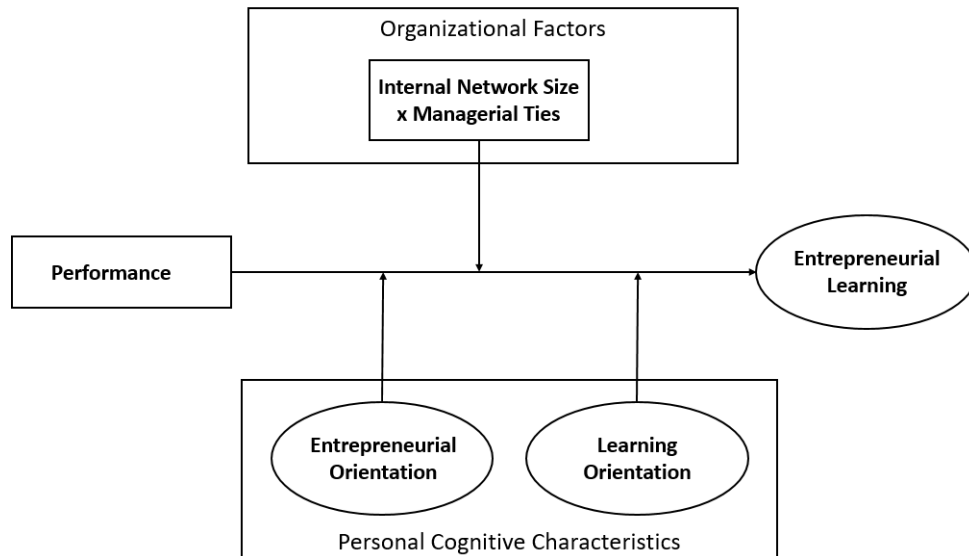 Organizational Factors
Internal Network Size
x Managerial Ties
Performance
Entrepreneurial
Learning
Entrepreneurial
Orientation
Learning
Orientation
Personal Cognitive Characteristics